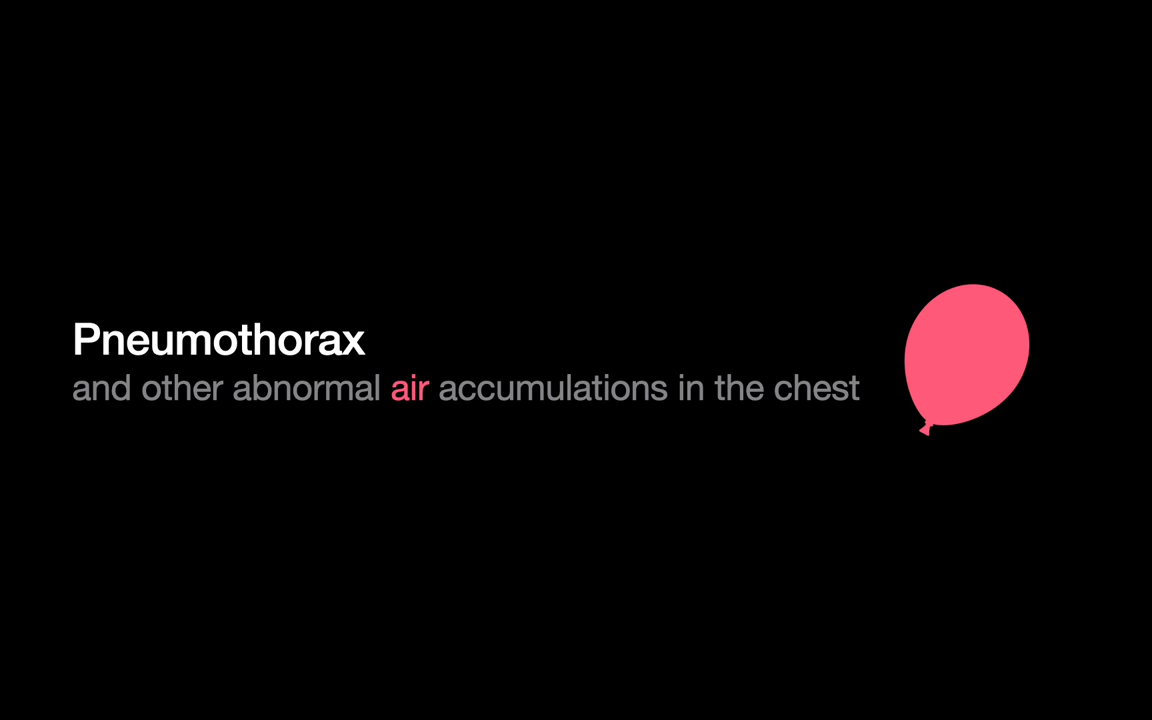 Pneumothorax
and other abnormal air accumulations in the chest